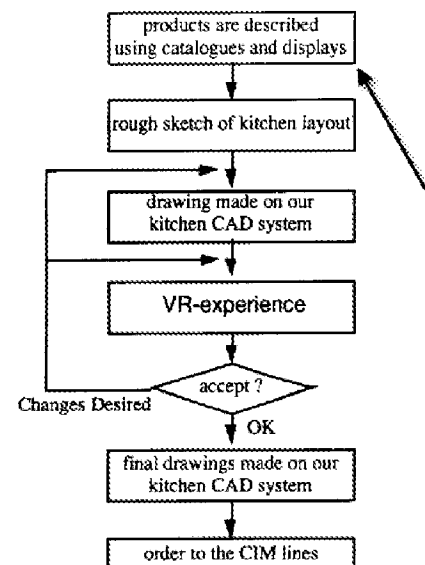 products are described
using catalogues and displays
rough sketch of kitchen layout
drawing made on our
kitchen CAD system
VR-experience
accept ?
Changes Desired
OK
final drawings made on our
kitchen CAD system
order to the CIM lines